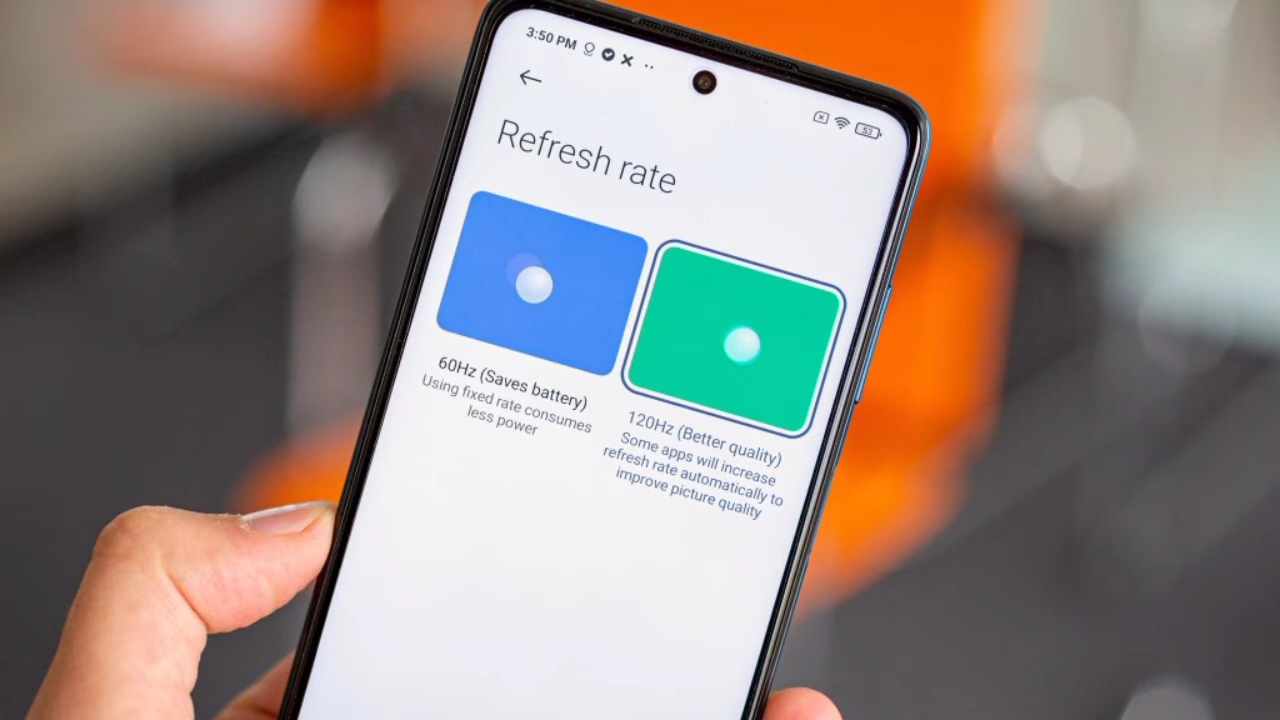 3:50 PM
53
Refresh rate
60Hz (Saves battery)
Using fixed rate consumes
less power
120Hz (Better quality)
Some apps will increase
refresh rate automatically to
improve picture quality